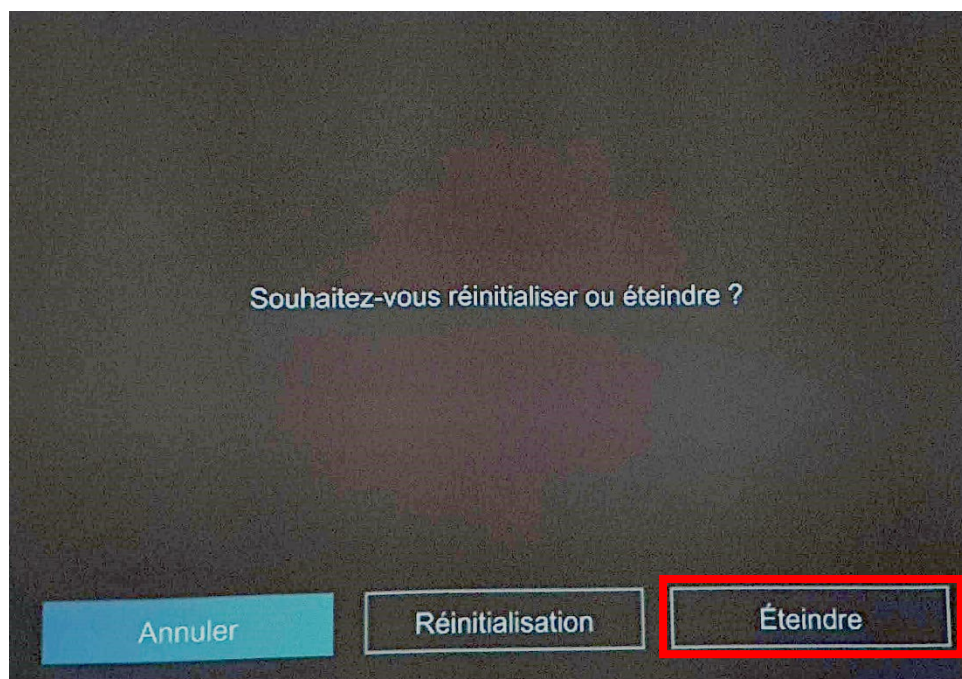 Souhaitez-vous réinitialiser ou éteindre ?
Annuler
Réinitialisation
Éteindre